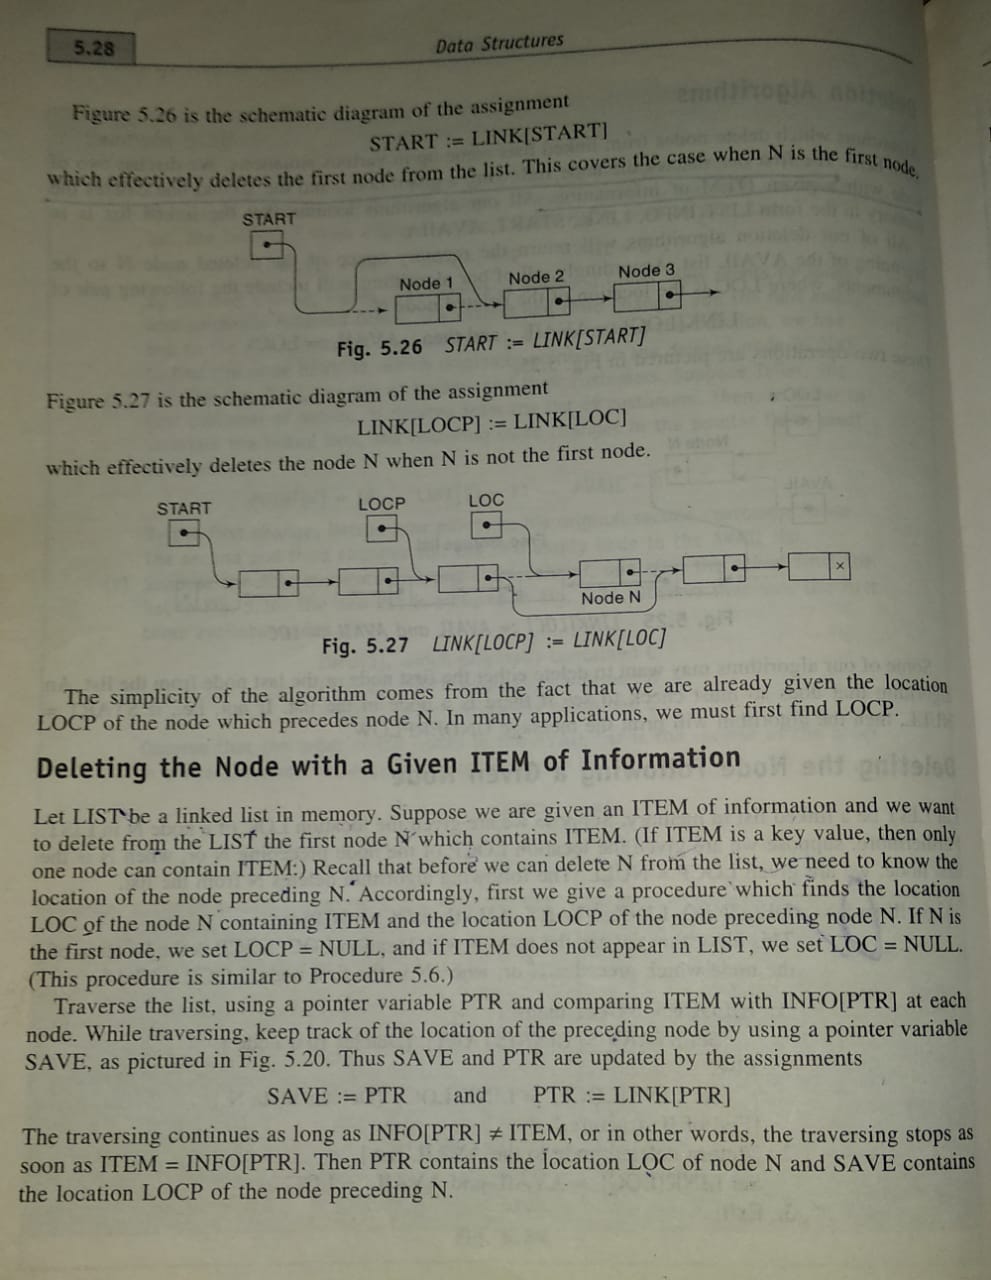 5.28
Data Structures
Figure 5.26 is the schematic diagram of the assignment
START := LINK[START]
which effectively deletes the first node from the list. This covers the case when N is the first node.
START
Node 1 Node 2 Node 3
Fig. 5.26 START := LINK[START]
Figure 5.27 is the schematic diagram of the assignment
LINK[LOCP] := LINK[LOC]
which effectively deletes the node N when N is not the first node.
START LOCP LOC
×
Node N
Fig. 5.27 LINK[LOCP] := LINK[LOC]
The simplicity of the algorithm comes from the fact that we are already given the location
LOCP of the node which precedes node N. In many applications, we must first find LOCP.
Deleting the Node with a Given ITEM of Information
Let LIST be a linked list in memory. Suppose we are given an ITEM of information and we want
to delete from the LIST the first node N which contains ITEM. (If ITEM is a key value, then only
one node can contain ITEM.) Recall that before we can delete N from the list, we need to know the
location of the node preceding N. Accordingly, first we give a procedure which finds the location
LOC of the node N containing ITEM and the location LOCP of the node preceding node N. If N is
the first node, we set LOCP = NULL, and if ITEM does not appear in LIST, we set LOC = NULL.
(This procedure is similar to Procedure 5.6.)
Traverse the list, using a pointer variable PTR and comparing ITEM with INFO[PTR] at each
node. While traversing, keep track of the location of the preceding node by using a pointer variable
SAVE, as pictured in Fig. 5.20. Thus SAVE and PTR are updated by the assignments
SAVE := PTR and PTR := LINK[PTR]
The traversing continues as long as INFO[PTR] ≠ ITEM, or in other words, the traversing stops as
soon as ITEM = INFO[PTR]. Then PTR contains the location LOC of node N and SAVE contains
the location LOCP of the node preceding N.